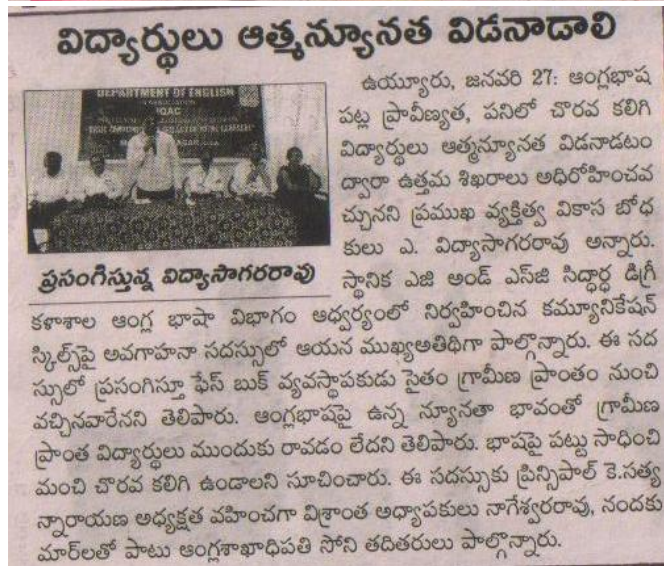 విద్యార్థులు ఆత్మన్యూనత విడనాడాలి
DEPARTMENT OF ENGLISH
IQAC
ప్రసంగిస్తున్న విద్యాసాగరరావు
ఉయ్యూరు, జనవరి 27: ఆంగ్లభాష
పట్ల ప్రావీణ్యత, పనిలో చొరవ కలిగి
విద్యార్థులు ఆత్మన్యూనత విడనాడటం
ద్వారా ఉత్తమ శిఖరాలు అధిరోహించవ
చ్చునని ప్రముఖ వ్యక్తిత్వ వికాస బోధ
కులు ఎ. విద్యాసాగరరావు అన్నారు.
స్థానిక ఎజి అండ్ ఎస్‌జి సిద్ధార్థ డిగ్రీ
కళాశాల ఆంగ్ల భాషా విభాగం ఆధ్వర్యంలో నిర్వహించిన కమ్యూనికేషన్
స్కిల్స్‌పై అవగాహనా సదస్సులో ఆయన ముఖ్యఅతిథిగా పాల్గొన్నారు. ఈ సద
స్సులో ప్రసంగిస్తూ ఫేస్ బుక్ వ్యవస్థాపకుడు సైతం గ్రామీణ ప్రాంతం నుంచి
వచ్చినవారేనని తెలిపారు. ఆంగ్లభాషపై ఉన్న న్యూనతా భావంతో గ్రామీణ
ప్రాంత విద్యార్థులు ముందుకు రావడం లేదని తెలిపారు. భాషపై పట్టు సాధించి
మంచి చొరవ కలిగి ఉండాలని సూచించారు. ఈ సదస్సుకు ప్రిన్సిపాల్ కె.సత్య
న్నారాయణ అధ్యక్షత వహించగా విశ్రాంత అధ్యాపకులు నాగేశ్వరరావు, నందకు
మార్‌లతో పాటు ఆంగ్లశాఖాధిపతి సోని తదితరులు పాల్గొన్నారు.